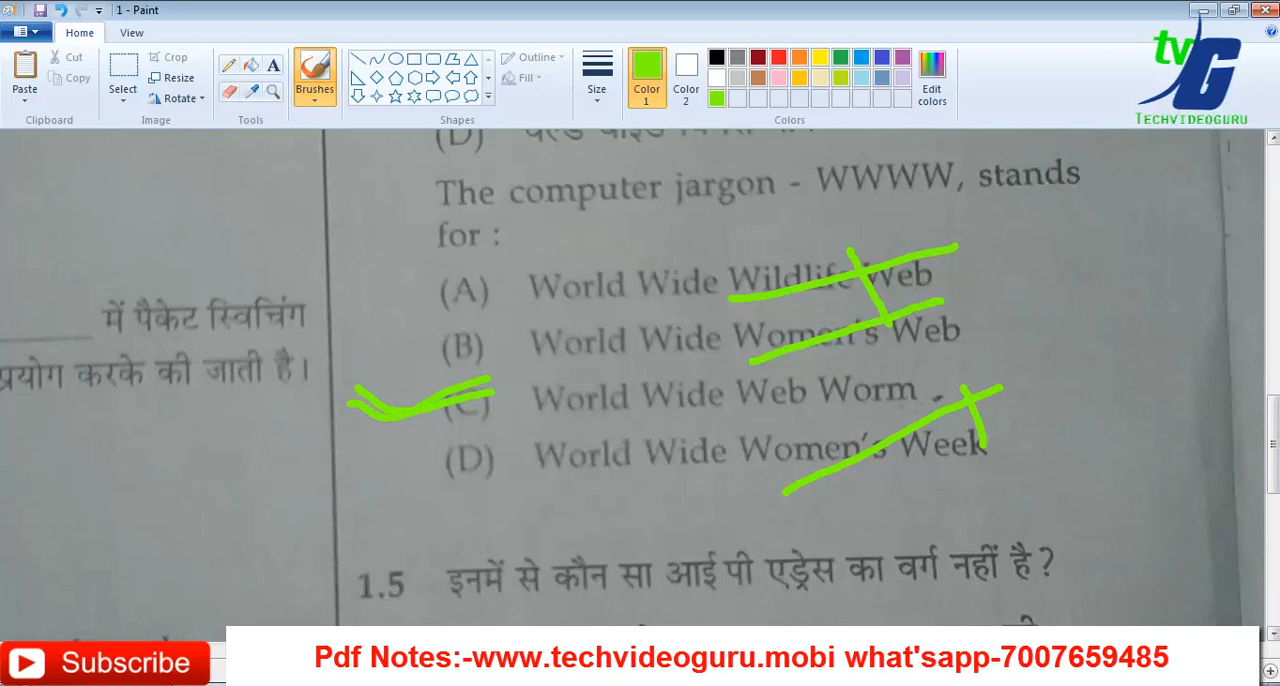 1 - Paint
Home
View
Paste
Cut
Copy
Clipboard
Select
Crop
Resize
Rotate
Image
Tools
Brushes
Shapes
Outline
Fill
Size
Color 1
Color 2
Colors
Edit colors
tv G
TECHVIDEOGURU
(D)
The computer jargon - WWWW, stands
for :
(A) World Wide Wildlife Web
(B) World Wide Women's Web
(C) World Wide Web Worm
(D) World Wide Women's Week
में पैकेट स्विचिंग
प्रयोग करके की जाती है।
1.5 इनमें से कौन सा आई पी एड्रेस का वर्ग नहीं है?
Subscribe
Pdf Notes:-www.techvideoguru.mobi what'sapp-7007659485